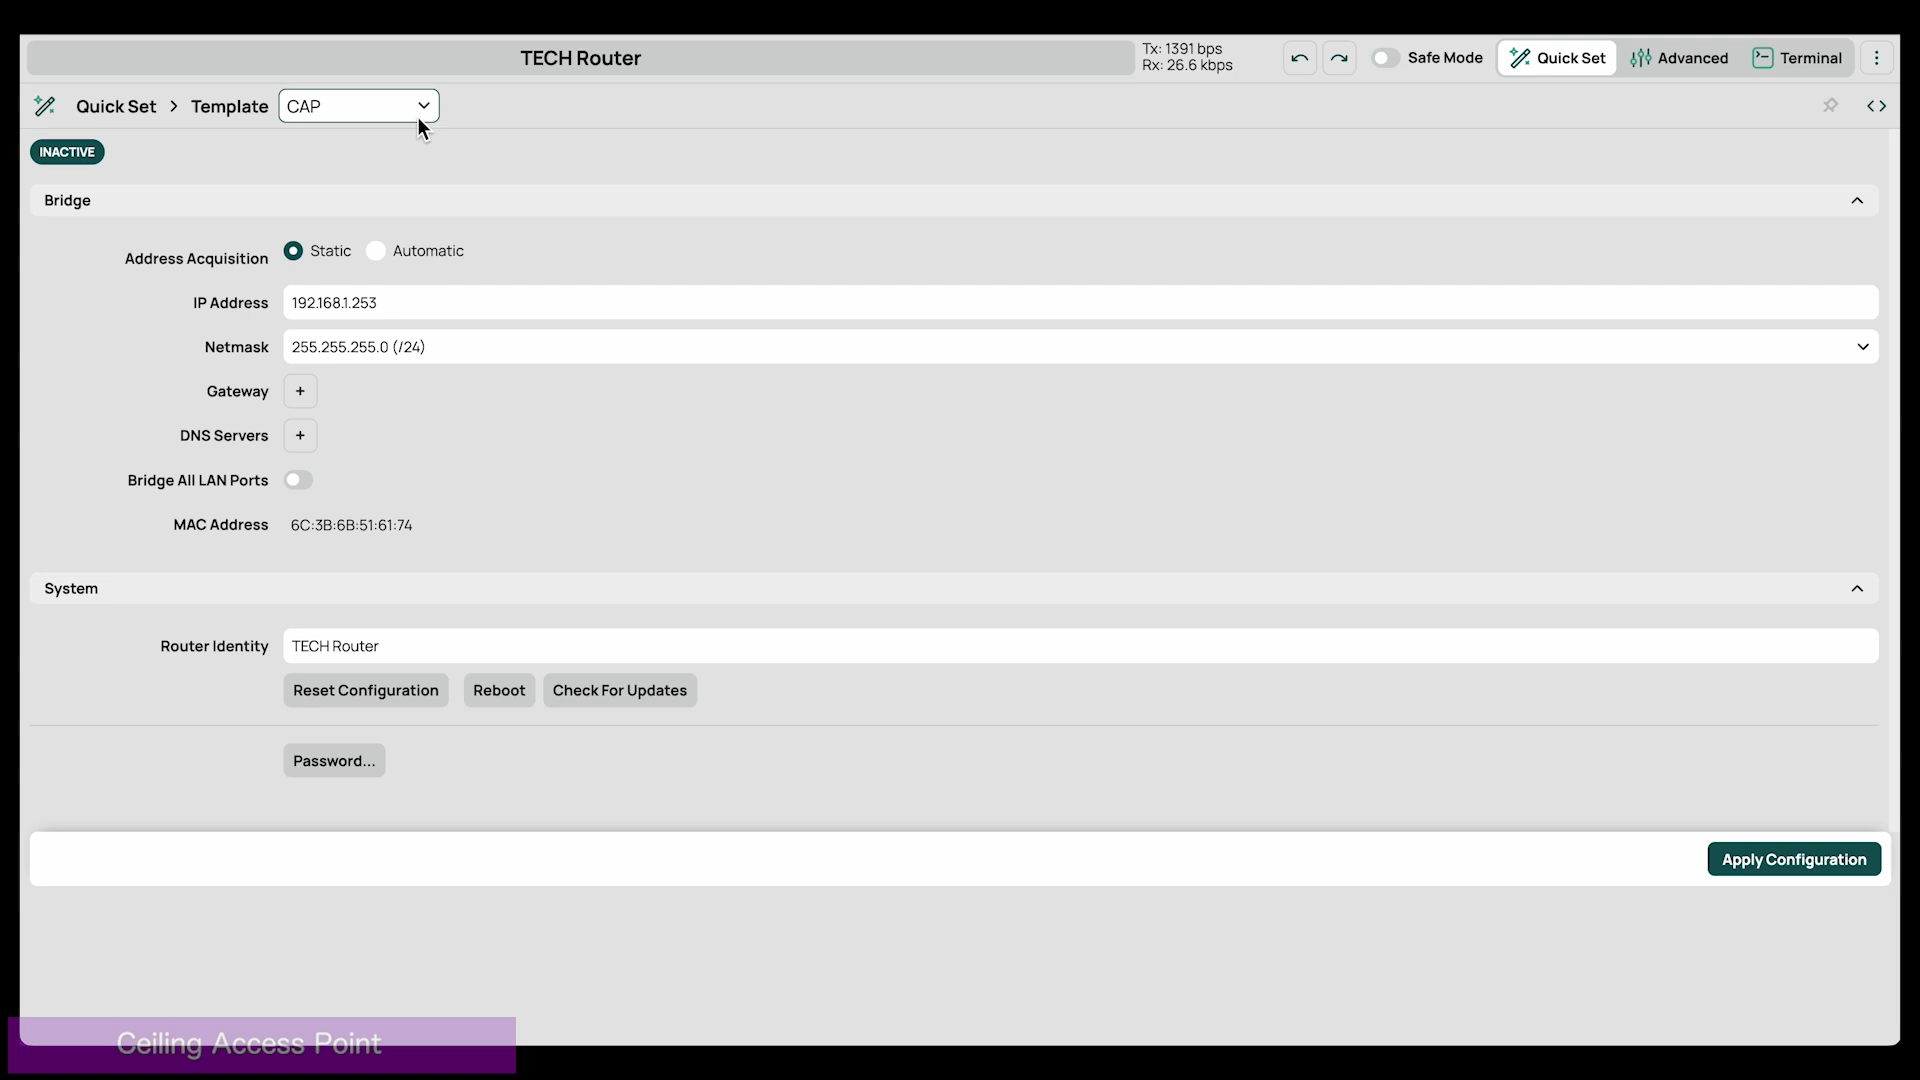 TECH Router
Tx: 1391 bps
Rx: 26.6 kbps
Safe Mode
Quick Set
Advanced
Terminal
Quick Set > Template CAP
INACTIVE
Bridge
Address Acquisition Static Automatic
IP Address 192.168.1.253
Netmask 255.255.255.0 (/24)
Gateway +
DNS Servers +
Bridge All LAN Ports
MAC Address 6C:3B:6B:51:61:74
System
Router Identity TECH Router
Reset Configuration Reboot Check For Updates
Password...
Apply Configuration
Ceiling Access Point